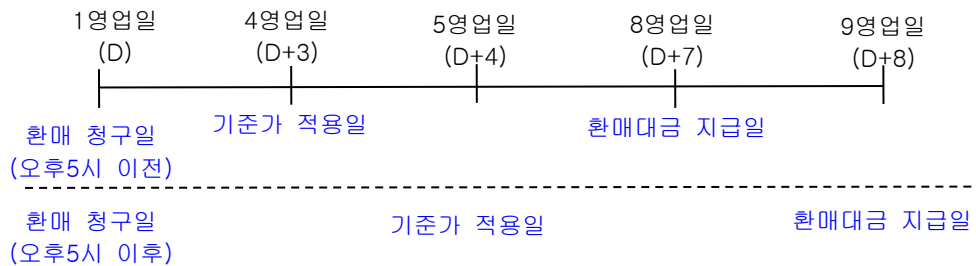 1영업일 4영업일 5영업일 8영업일 9영업일
(D) (D+3) (D+4) (D+7) (D+8)
환매 청구일 기준가 적용일 환매대금 지급일
(오후5시 이전)
환매 청구일 기준가 적용일 환매대금 지급일
(오후5시 이후)